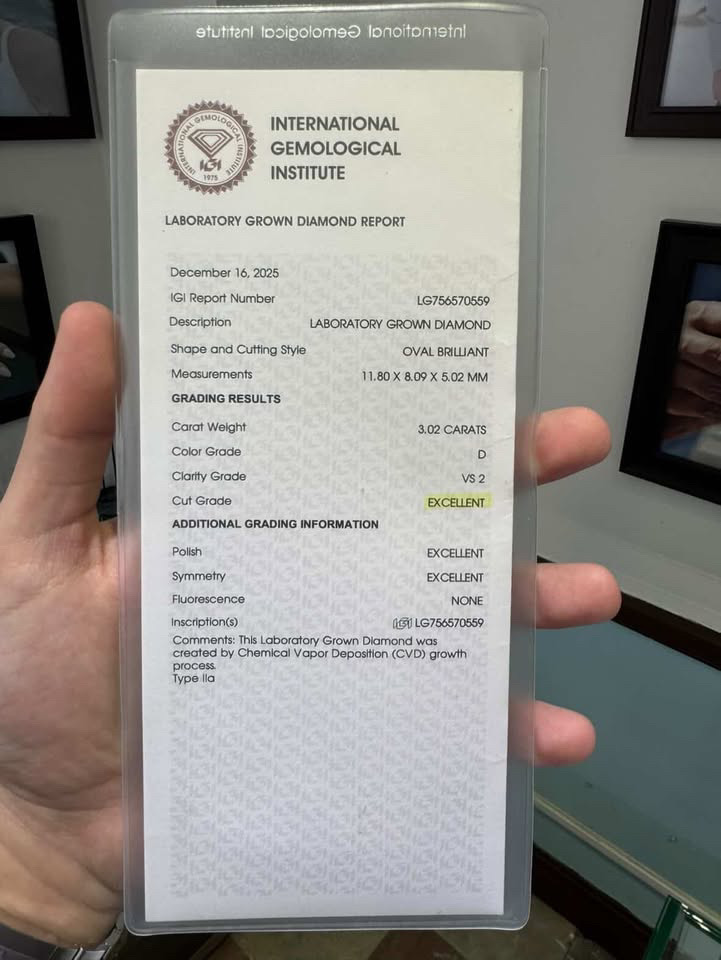 International Gemological Institute
INTERNATIONAL GEMOLOGICAL INSTITUTE
IGI
1975
INTERNATIONAL
GEMOLOGICAL
INSTITUTE
LABORATORY GROWN DIAMOND REPORT
December 16, 2025
IGI Report Number LG756570559
Description LABORATORY GROWN DIAMOND
Shape and Cutting Style OVAL BRILLIANT
Measurements 11.80 X 8.09 X 5.02 MM
GRADING RESULTS
Carat Weight 3.02 CARATS
Color Grade D
Clarity Grade VS 2
Cut Grade EXCELLENT
ADDITIONAL GRADING INFORMATION
Polish EXCELLENT
Symmetry EXCELLENT
Fluorescence NONE
Inscription(s) IGI LG756570559
Comments: This Laboratory Grown Diamond was
created by Chemical Vapor Deposition (CVD) growth
process.
Type IIa